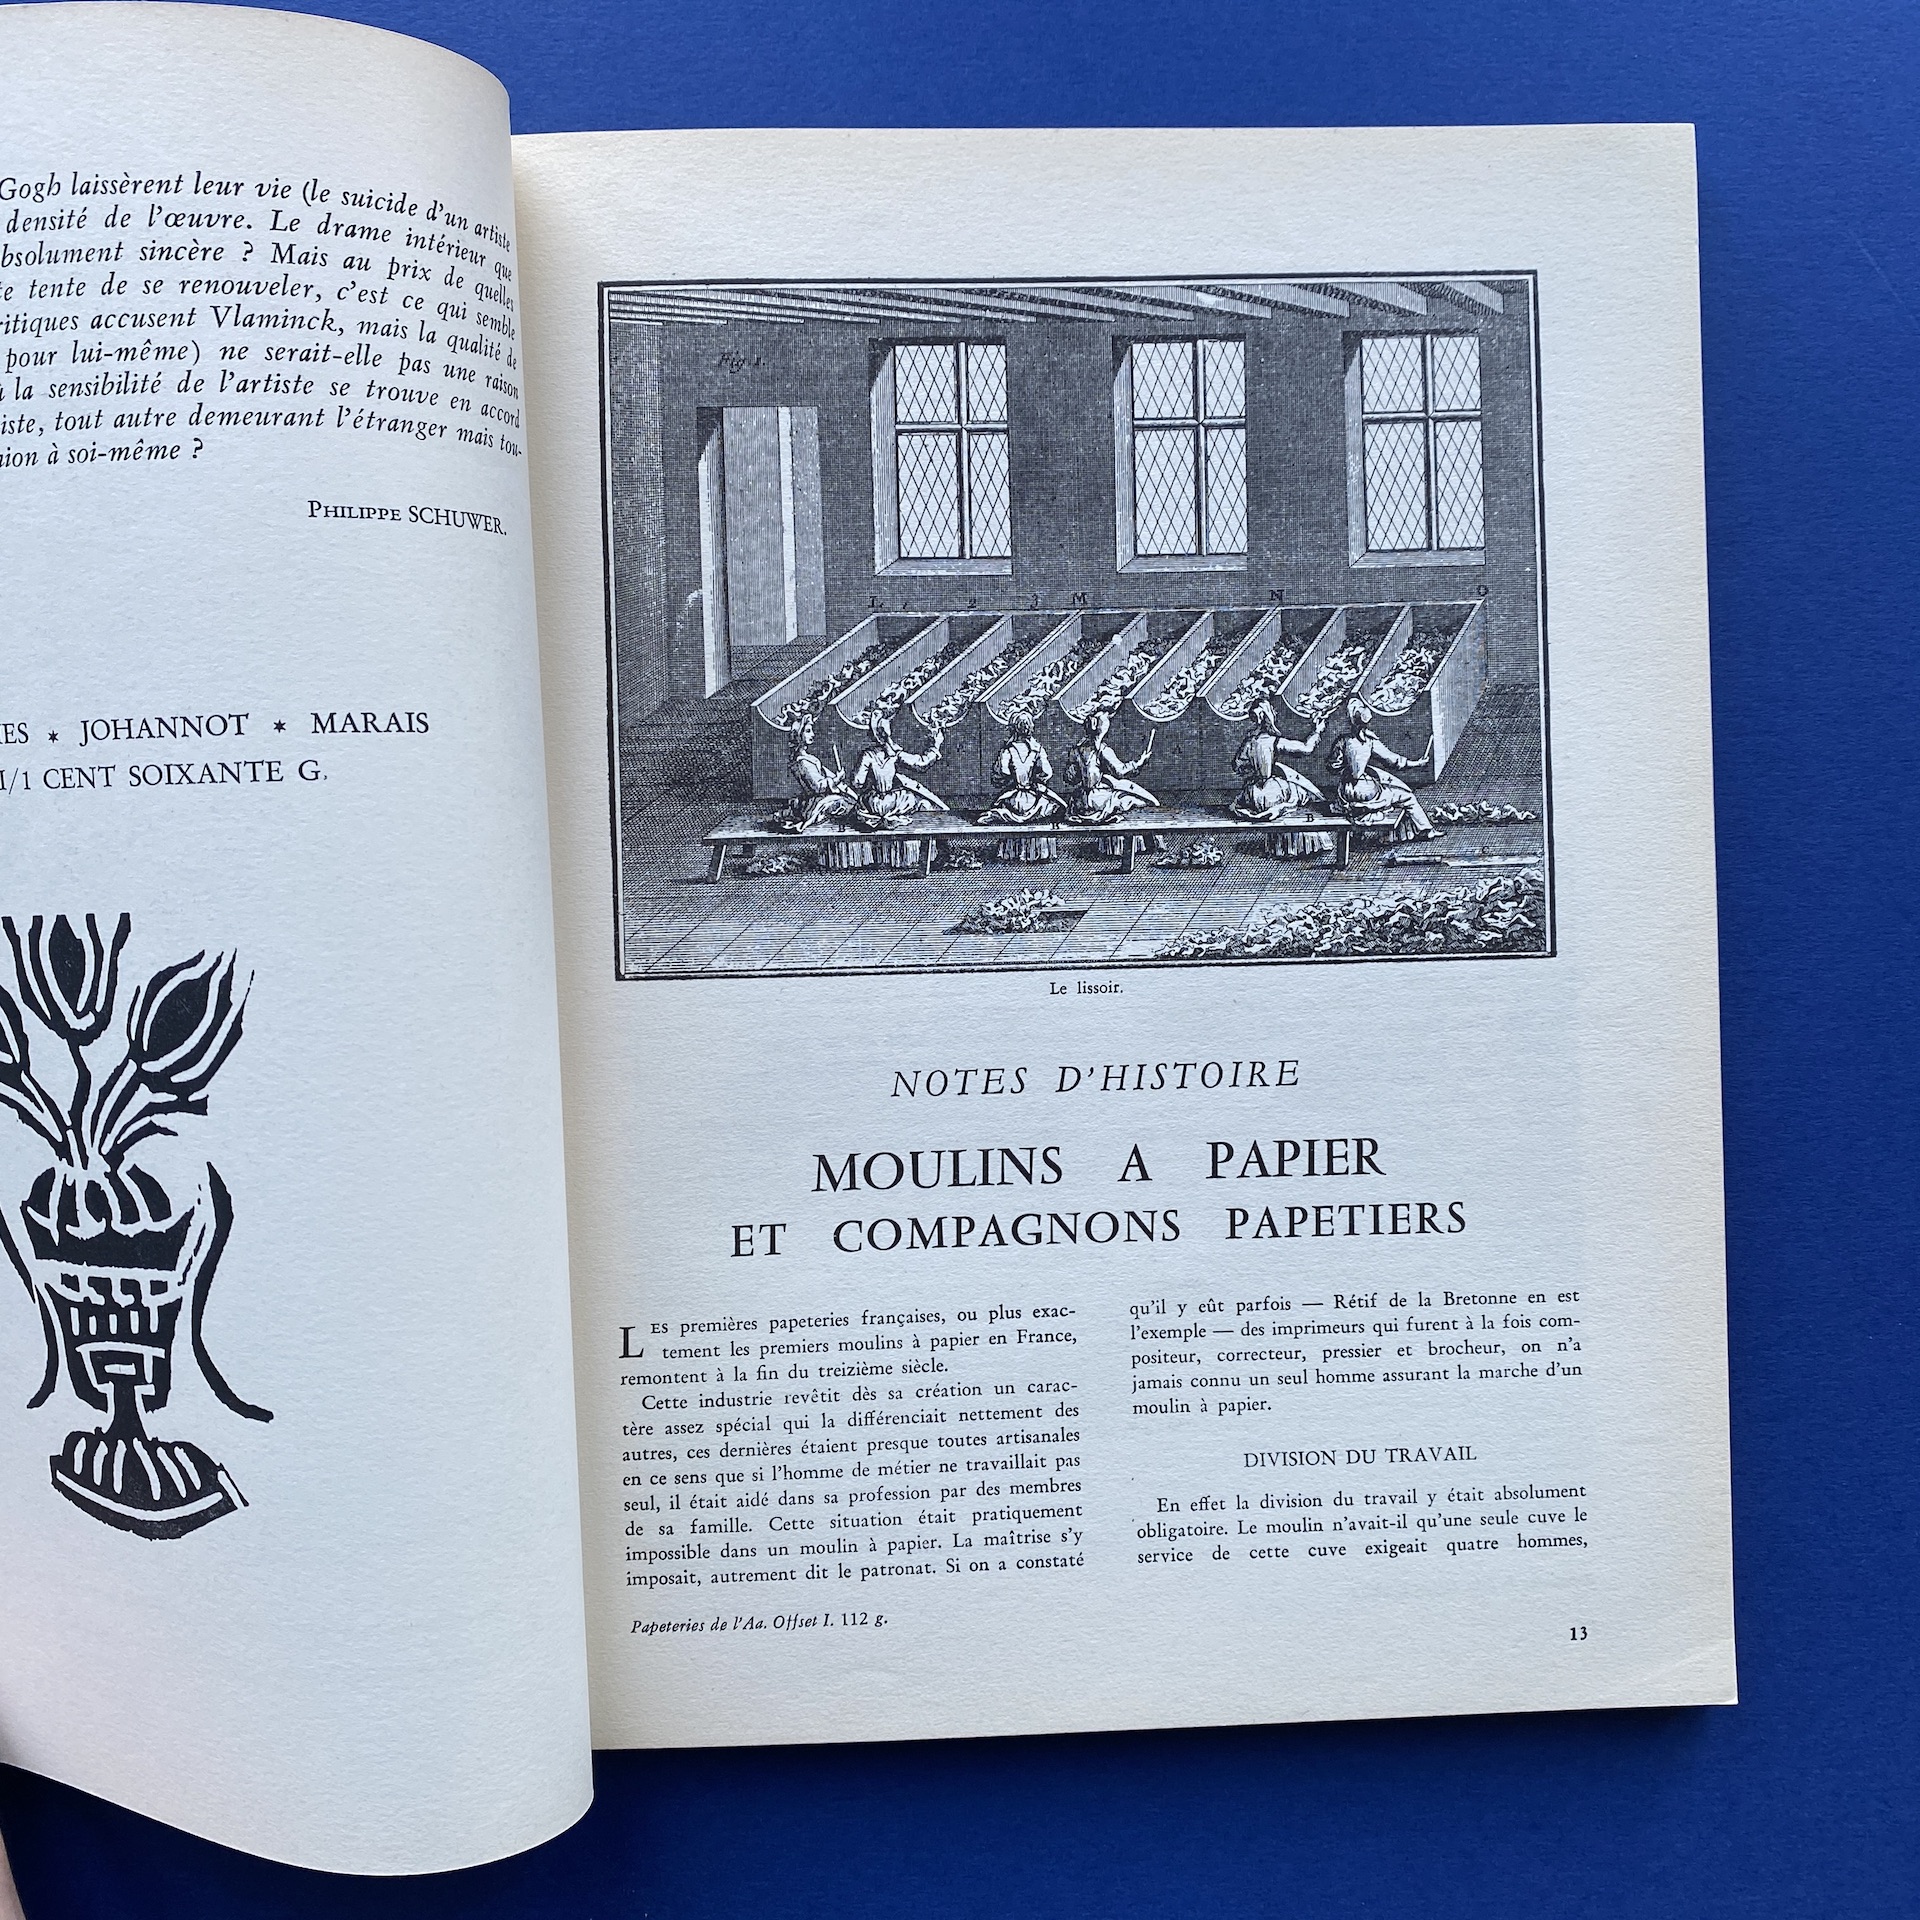 Gogh laissèrent leur vie (le suicide d'un artiste
densité de l'œuvre. Le drame intérieur que
bsolument sincère ? Mais au prix de quelles
te tente de se renouveler, c'est ce qui semble
ritiques accusent Vlaminck, mais la qualité de
pour lui-même) ne serait-elle pas une raison
la sensibilité de l'artiste se trouve en accord
iste, tout autre demeurant l'étranger mais tou-
nion à soi-même ?
PHILIPPE SCHUWER.
ES * JOHANNOT * MARAIS
I/1 CENT SOIXANTE G.
Fig. 1.
L 1 2 3 M N O
B B B
Le lissoir.
NOTES D'HISTOIRE
MOULINS A PAPIER
ET COMPAGNONS PAPETIERS
LES premières papeteries françaises, ou plus exac-
tement les premiers moulins à papier en France,
remontent à la fin du treizième siècle.
Cette industrie revêtit dès sa création un carac-
tère assez spécial qui la différenciait nettement des
autres, ces dernières étaient presque toutes artisanales
en ce sens que si l'homme de métier ne travaillait pas
seul, il était aidé dans sa profession par des membres
de sa famille. Cette situation était pratiquement
impossible dans un moulin à papier. La maîtrise s'y
imposait, autrement dit le patronat. Si on a constaté
qu'il y eût parfois — Rétif de la Bretonne en est
l'exemple — des imprimeurs qui furent à la fois com-
positeur, correcteur, pressier et brocheur, on n'a
jamais connu un seul homme assurant la marche d'un
moulin à papier.
DIVISION DU TRAVAIL
En effet la division du travail y était absolument
obligatoire. Le moulin n'avait-il qu'une seule cuve le
service de cette cuve exigeait quatre hommes,
Papeteries de l'Aa. Offset I. 112 g.
13